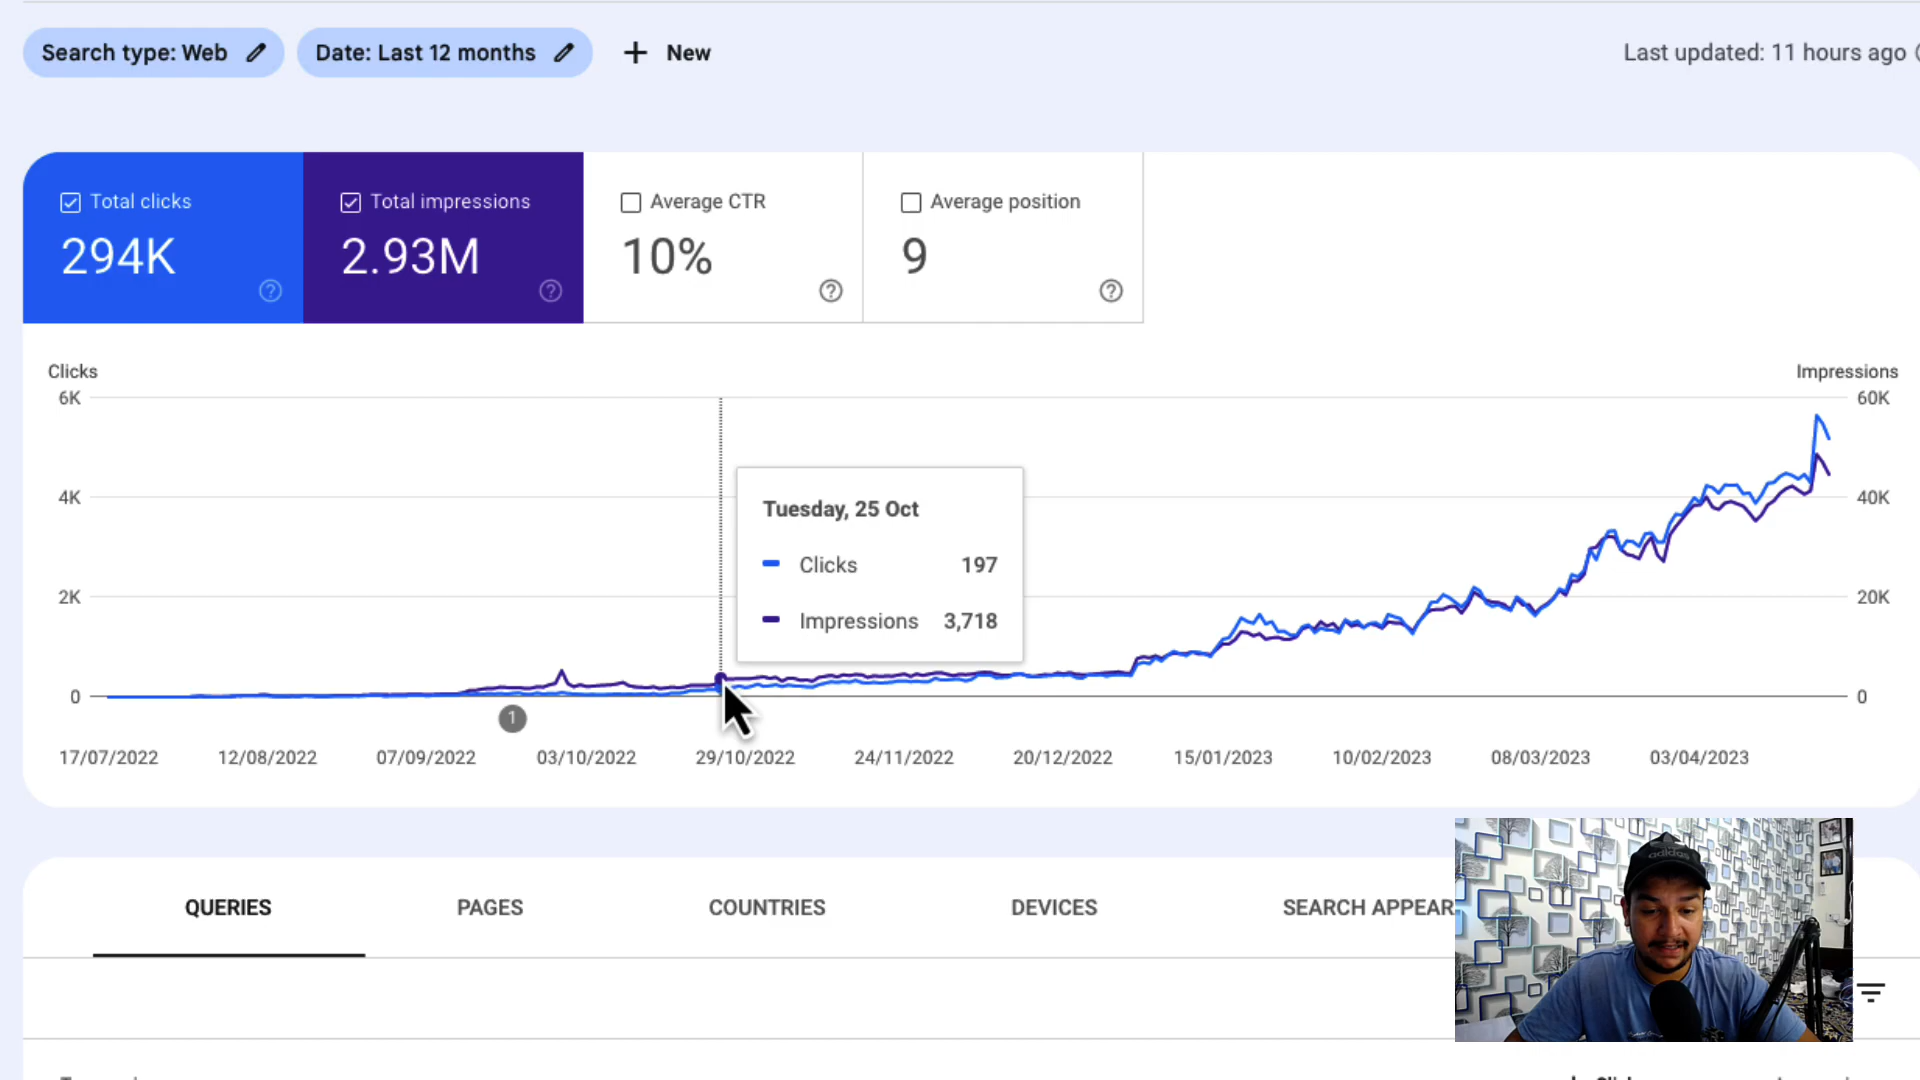 Search type: Web
Date: Last 12 months
+ New
Last updated: 11 hours ago
Total clicks
294K
Total impressions
2.93M
Average CTR
10%
Average position
9
Clicks
Impressions
6K
60K
4K
40K
2K
20K
0
0
Tuesday, 25 Oct
Clicks 197
Impressions 3,718
1
17/07/2022 12/08/2022 07/09/2022 03/10/2022 29/10/2022 24/11/2022 20/12/2022 15/01/2023 10/02/2023 08/03/2023 03/04/2023
QUERIES PAGES COUNTRIES DEVICES SEARCH APPEAR
adidas